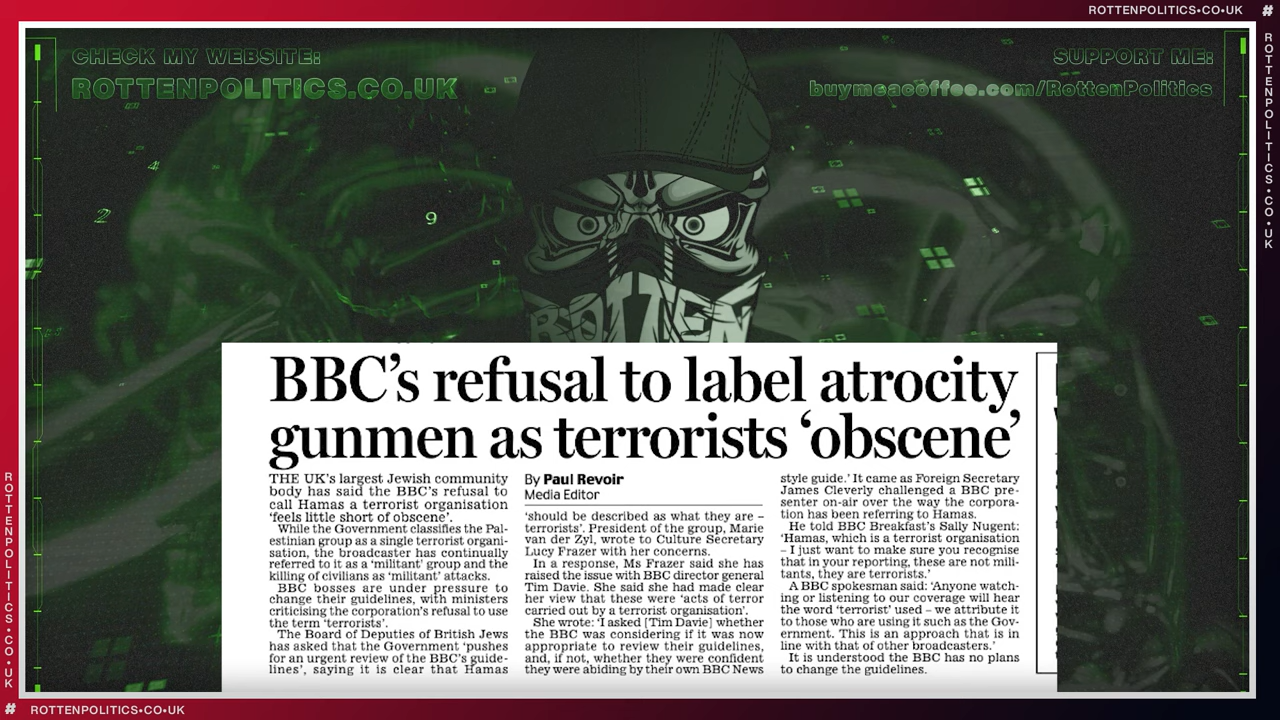 ROTTENPOLITICS•CO•UK #
CHECK MY WEBSITE:
ROTTENPOLITICS.CO.UK
SUPPORT ME:
buymeacoffee.com/RottenPolitics
ROTTENPOLITICS•CO•UK
4
2
9
ROTTEN
BBC’s refusal to label atrocity
gunmen as terrorists ‘obscene’
THE UK’s largest Jewish community
body has said the BBC’s refusal to
call Hamas a terrorist organisation
‘feels little short of obscene’.
While the Government classifies the Pal-
estinian group as a single terrorist organi-
sation, the broadcaster has continually
referred to it as a ‘militant’ group and the
killing of civilians as ‘militant’ attacks.
BBC bosses are under pressure to
change their guidelines, with ministers
criticising the corporation’s refusal to use
the term ‘terrorists’.
The Board of Deputies of British Jews
has asked that the Government ‘pushes
for an urgent review of the BBC’s guide-
lines’, saying it is clear that Hamas
By Paul Revoir
Media Editor
‘should be described as what they are –
terrorists’. President of the group, Marie
van der Zyl, wrote to Culture Secretary
Lucy Frazer with her concerns.
In a response, Ms Frazer said she has
raised the issue with BBC director general
Tim Davie. She said she had made clear
her view that these were ‘acts of terror
carried out by a terrorist organisation’.
She wrote: ‘I asked [Tim Davie] whether
the BBC was considering if it was now
appropriate to review their guidelines,
and, if not, whether they were confident
they were abiding by their own BBC News
style guide.’ It came as Foreign Secretary
James Cleverly challenged a BBC pre-
senter on-air over the way the corpora-
tion has been referring to Hamas.
He told BBC Breakfast’s Sally Nugent:
‘Hamas, which is a terrorist organisation
– I just want to make sure you recognise
that in your reporting, these are not mili-
tants, they are terrorists.’
A BBC spokesman said: ‘Anyone watch-
ing or listening to our coverage will hear
the word ‘terrorist’ used – we attribute it
to those who are using it such as the Gov-
ernment. This is an approach that is in
line with that of other broadcasters.’
It is understood the BBC has no plans
to change the guidelines.
ROTTENPOLITICS•CO•UK
# ROTTENPOLITICS•CO•UK